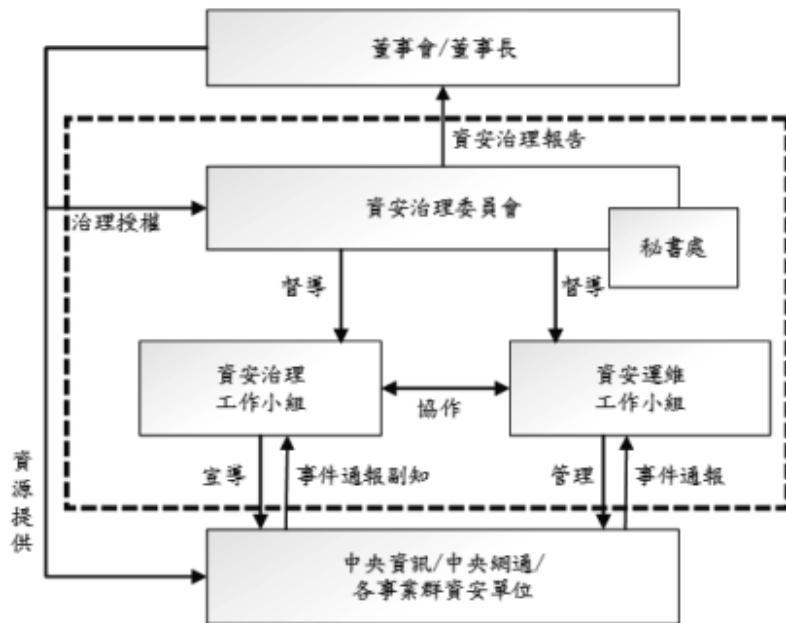 董事會/董事長
資安治理報告
治理授權
資安治理委員會
秘書處
督導
督導
資安治理
工作小組
協作
資安運維
工作小組
資源提供
宣導
事件通報副知
管理
事件通報
中央資訊/中央網通/
各事業群資安單位